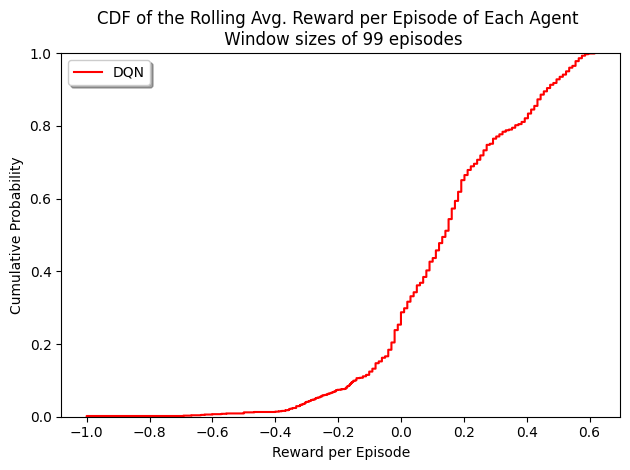 CDF of the Rolling Avg. Reward per Episode of Each Agent
Window sizes of 99 episodes
DQN
Cumulative Probability
1.0
0.8
0.6
0.4
0.2
0.0
−1.0 −0.8 −0.6 −0.4 −0.2 0.0 0.2 0.4 0.6
Reward per Episode